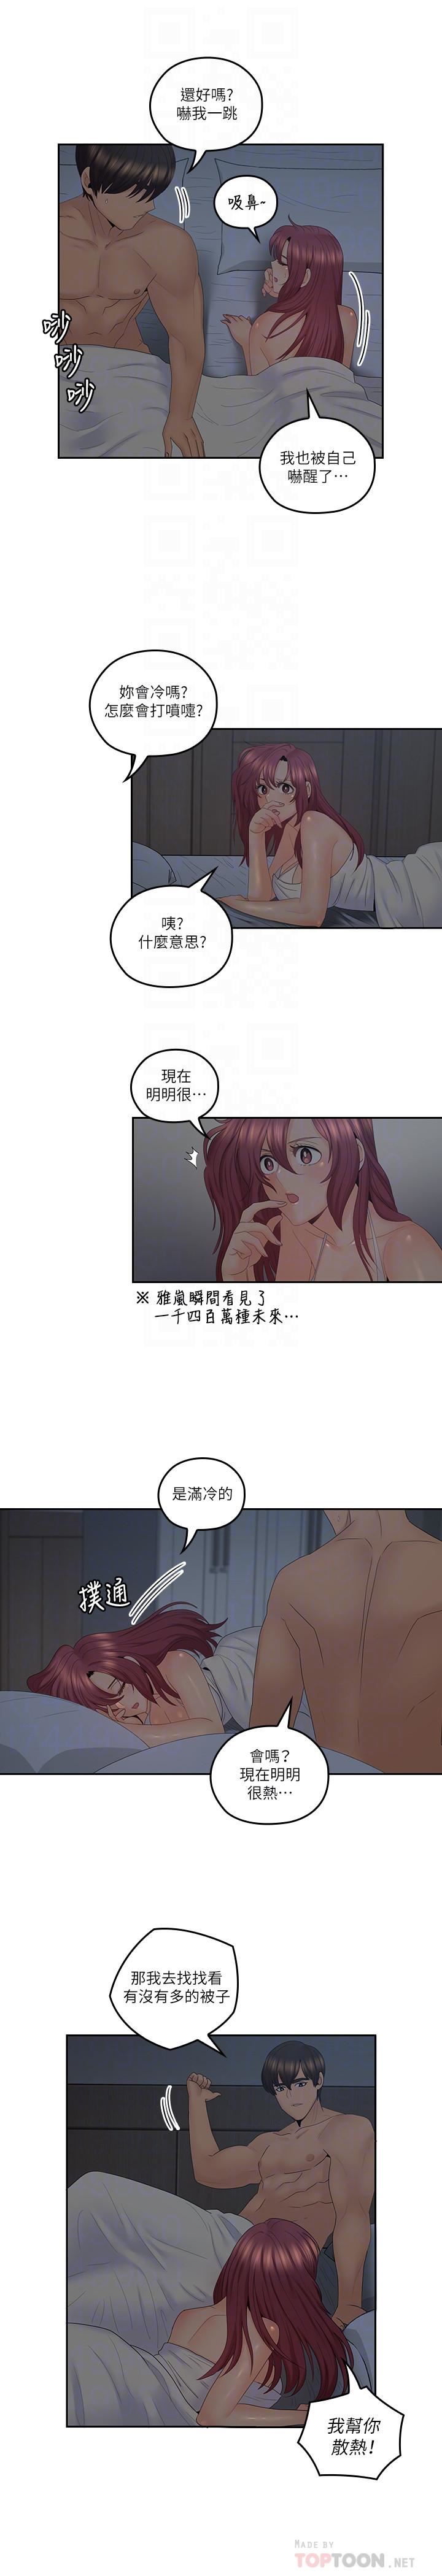 還好嗎?
嚇我一跳
吸鼻~
吵
吵
吵
我也被自己
嚇醒了…
妳會冷嗎?
怎麼會打噴嚏?
咦?
什麼意思?
現在
明明很…
※ 雅嵐瞬間看見了
一千四百萬種未來…
是滿冷的
撲通
會嗎?
現在明明
很熱…
那我去找找看
有沒有多的被子
我幫你
散熱!
MADE BY
TOPTOON.NET